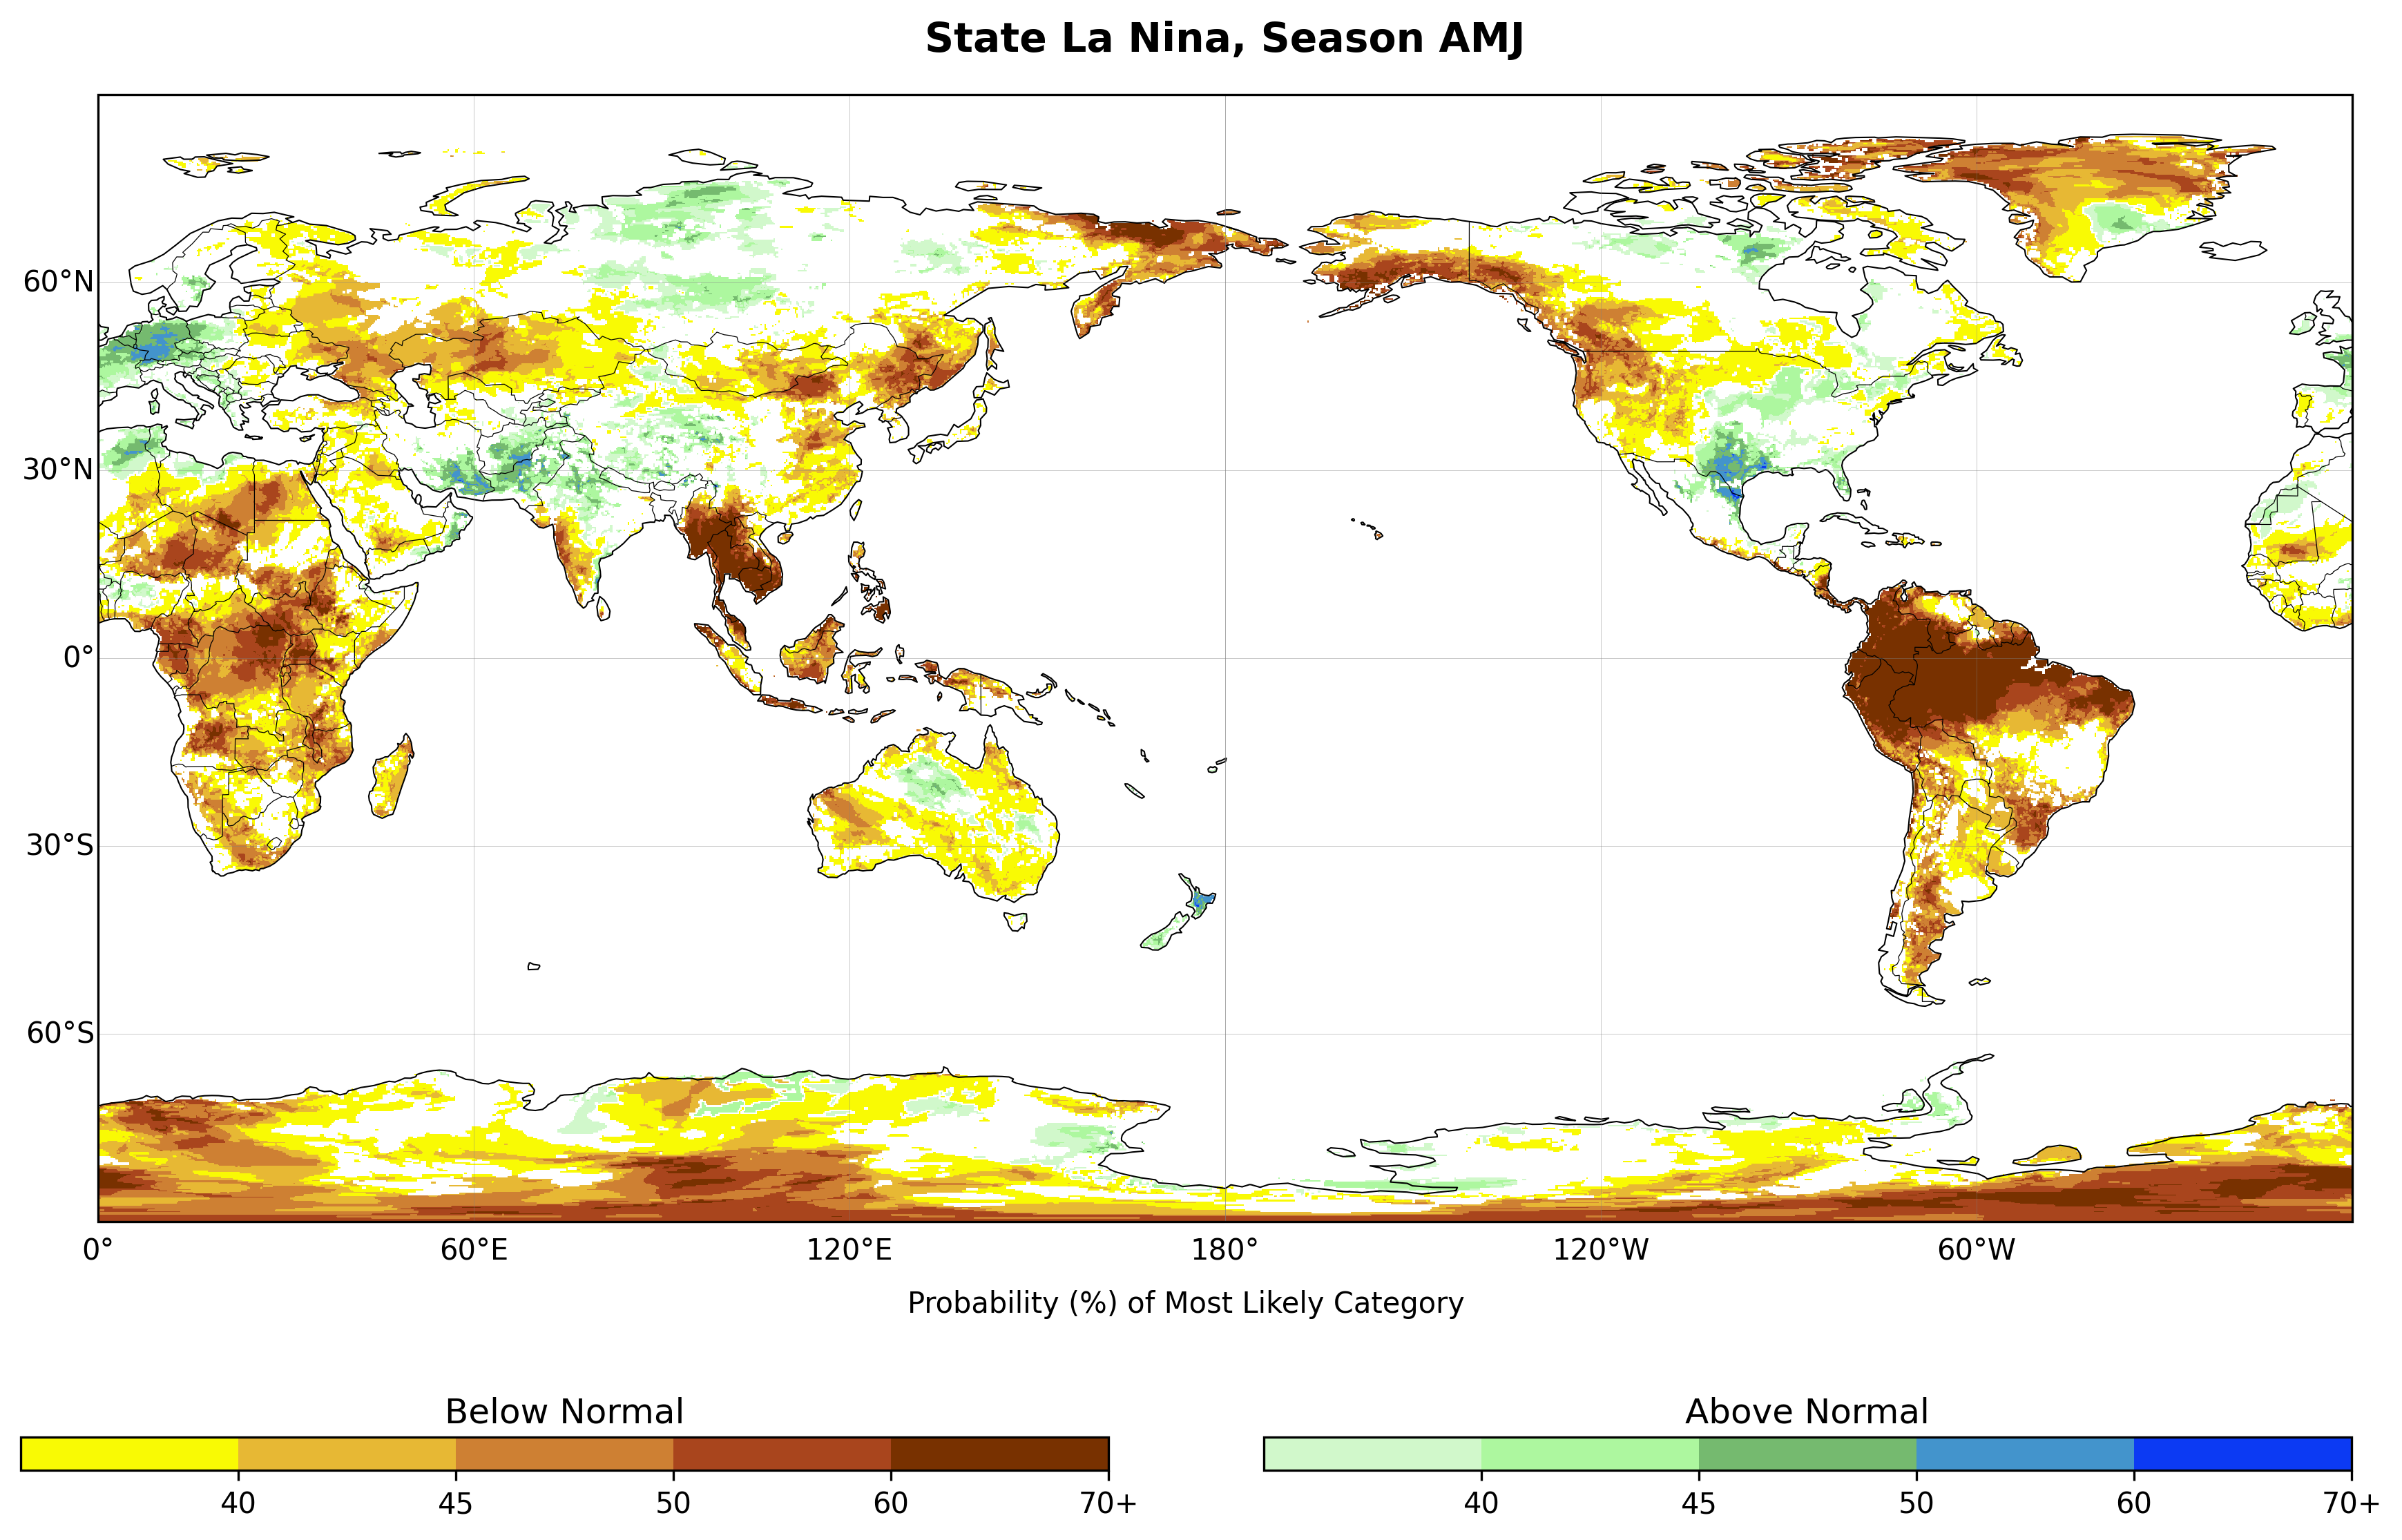 State La Nina, Season AMJ
60°N
30°N
0°
30°S
60°S
0° 60°E 120°E 180° 120°W 60°W
Probability (%) of Most Likely Category
Below Normal Above Normal
40 45 50 60 70+ 40 45 50 60 70+